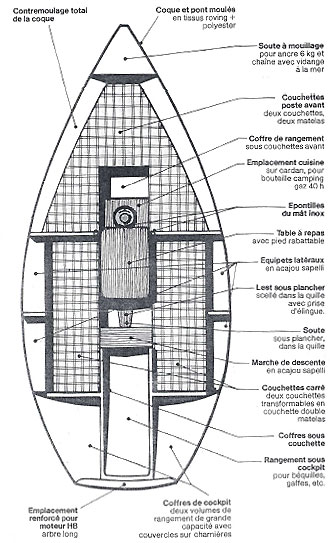 Contremoulage total
de la coque
Coque et pont moulés
en tissus roving +
polyester
Soute à mouillage
pour ancre 6 kg et
chaîne avec vidange
à la mer
Couchettes
poste avant
deux couchettes,
deux matelas
Coffre de rangement
sous couchettes avant
Emplacement cuisine
sur cardan, pour
bouteille camping
gaz 40 h
Epontilles
du mât inox
Table à repas
avec pied rabattable
Equipets latéraux
en acajou sapelli
Lest sous plancher
scellé dans la quille
avec prise
d'élingue.
Soute
sous plancher,
dans la quille
Marche de descente
en acajou sapelli
Couchettes carré
deux couchettes
transformables en
couchette double
matelas
Coffres sous
couchette
Rangement sous
cockpit
pour béquilles,
gaffes, etc.
Emplacement
renforcé pour
moteur HB
arbre long
Coffres de cockpit
deux volumes de
rangement de grande
capacité avec
couvercles sur charnières